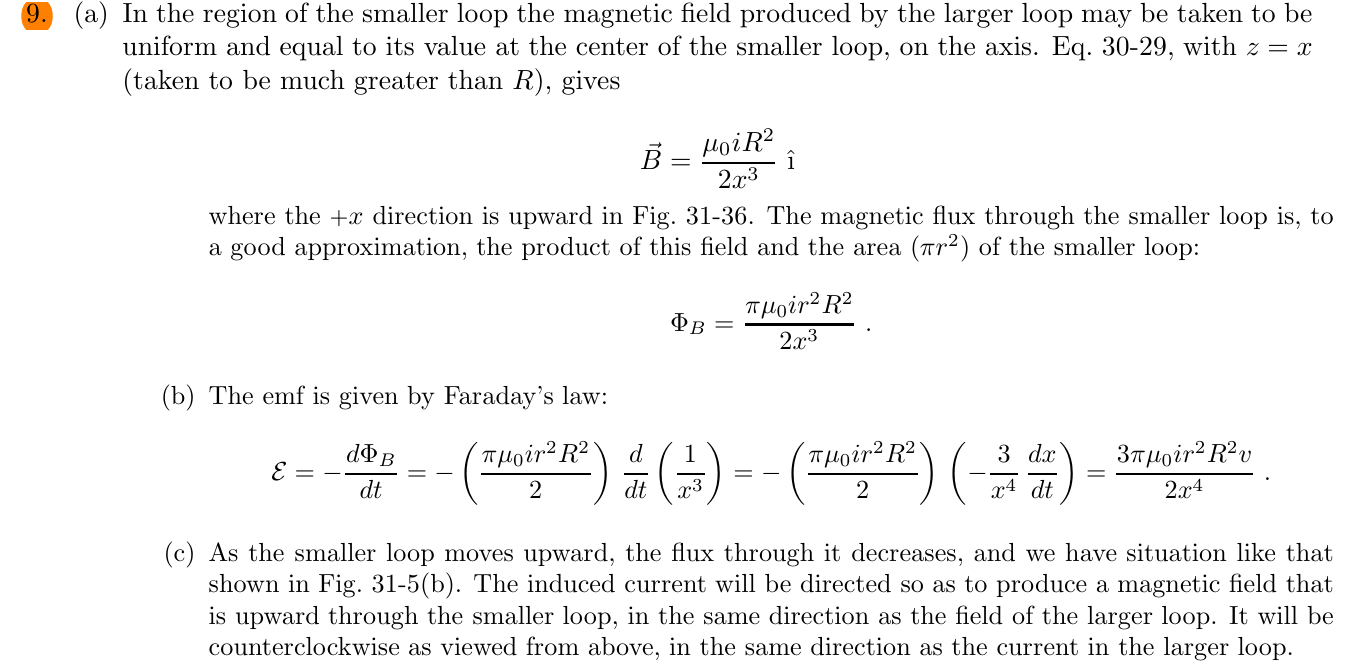 9. (a) In the region of the smaller loop the magnetic field produced by the larger loop may be taken to be
uniform and equal to its value at the center of the smaller loop, on the axis. Eq. 30-29, with z = x
(taken to be much greater than R), gives
\vec{B} = \frac{\mu_0 i R^2}{2x^3} \hat{\imath}
where the +x direction is upward in Fig. 31-36. The magnetic flux through the smaller loop is, to
a good approximation, the product of this field and the area (πr²) of the smaller loop:
\Phi_B = \frac{\pi\mu_0 i r^2 R^2}{2x^3} .
(b) The emf is given by Faraday's law:
\mathcal{E} = -\frac{d\Phi_B}{dt} = -\left(\frac{\pi\mu_0 i r^2 R^2}{2}\right) \frac{d}{dt}\left(\frac{1}{x^3}\right) = -\left(\frac{\pi\mu_0 i r^2 R^2}{2}\right)\left(-\frac{3}{x^4}\frac{dx}{dt}\right) = \frac{3\pi\mu_0 i r^2 R^2 v}{2x^4} .
(c) As the smaller loop moves upward, the flux through it decreases, and we have situation like that
shown in Fig. 31-5(b). The induced current will be directed so as to produce a magnetic field that
is upward through the smaller loop, in the same direction as the field of the larger loop. It will be
counterclockwise as viewed from above, in the same direction as the current in the larger loop.